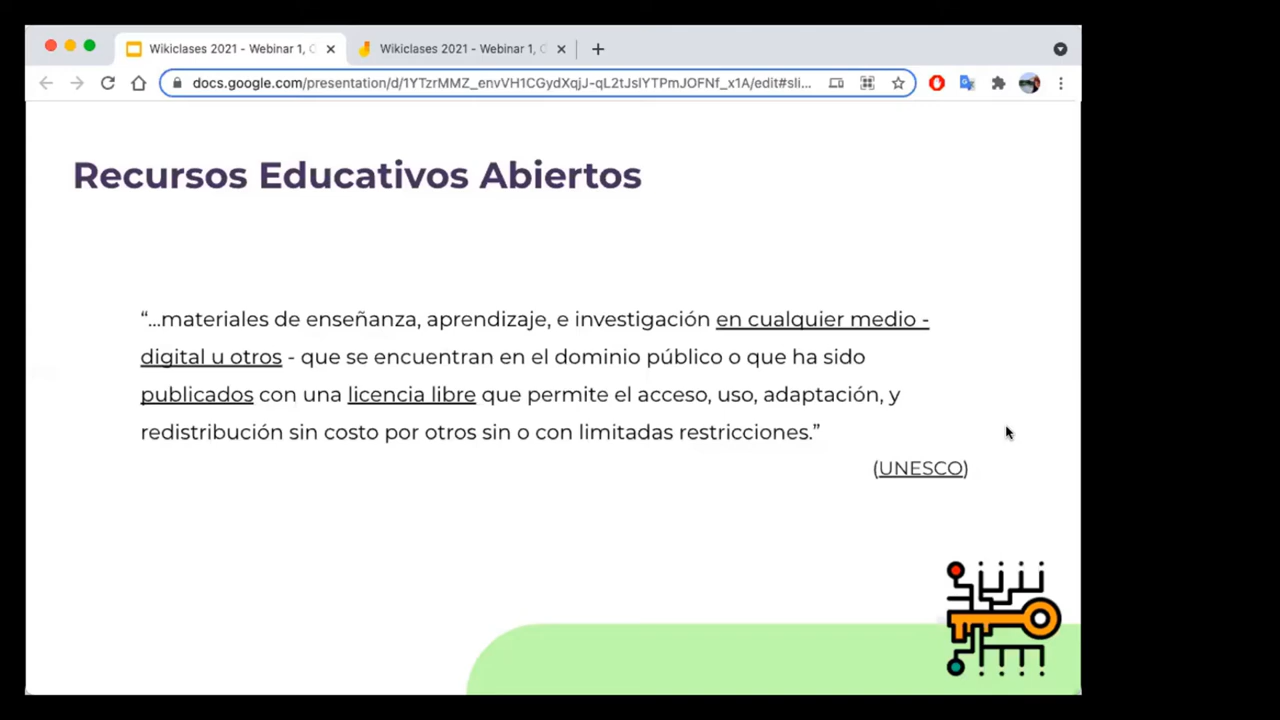 Wikiclases 2021 - Webinar 1, C
Wikiclases 2021 - Webinar 1, C
docs.google.com/presentation/d/1YTzrMMZ_envVH1CGydXqjJ-qL2tJslYTPmJOFNf_x1A/edit#sli...
Recursos Educativos Abiertos
“...materiales de enseñanza, aprendizaje, e investigación en cualquier medio -
digital u otros - que se encuentran en el dominio público o que ha sido
publicados con una licencia libre que permite el acceso, uso, adaptación, y
redistribución sin costo por otros sin o con limitadas restricciones.”
(UNESCO)